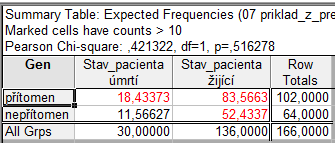 Summary Table: Expected Frequencies (07 priklad_z_pre
Marked cells have counts > 10
Pearson Chi-square: ,421322, df=1, p=,516278
Gen Stav_pacienta úmrtí Stav_pacienta žijící Row Totals
přítomen 18,43373 83,5663 102,0000
nepřítomen 11,56627 52,4337 64,0000
All Grps 30,00000 136,0000 166,0000